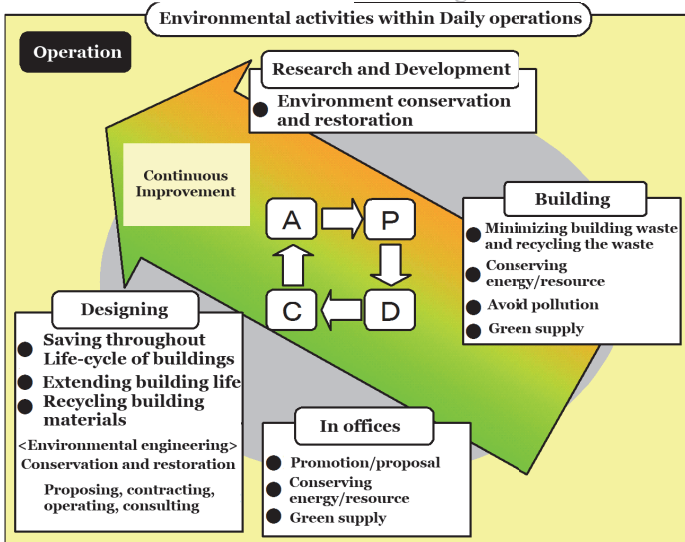 Environmental activities within Daily operations
Operation
Research and Development
● Environment conservation
and restoration
Continuous
Improvement
A
P
C
D
Building
● Minimizing building waste
and recycling the waste
● Conserving
energy/resource
● Avoid pollution
● Green supply
Designing
● Saving throughout
Life-cycle of buildings
● Extending building life
● Recycling building
materials
<Environmental engineering>
Conservation and restoration
Proposing, contracting,
operating, consulting
In offices
● Promotion/proposal
● Conserving
energy/resource
● Green supply